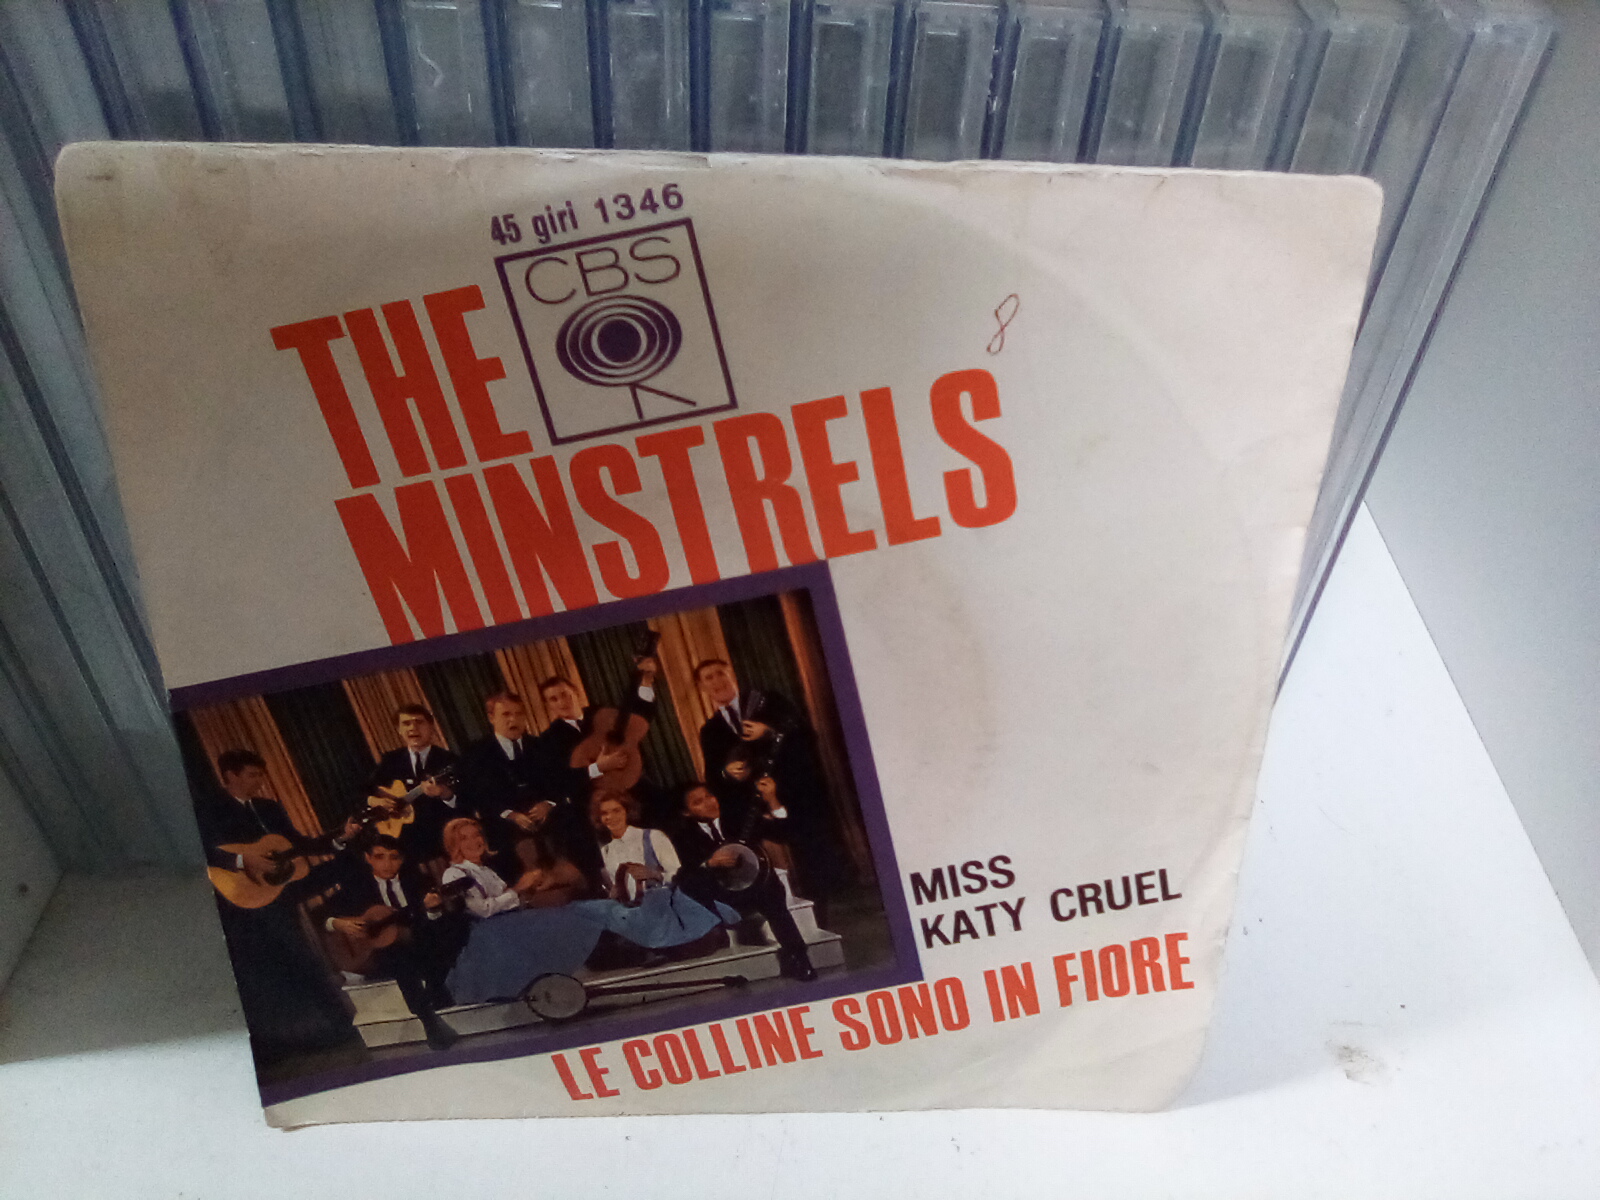 45 giri 1346
CBS
THE
MINSTRELS
8
MISS
KATY CRUEL
LE COLLINE SONO IN FIORE